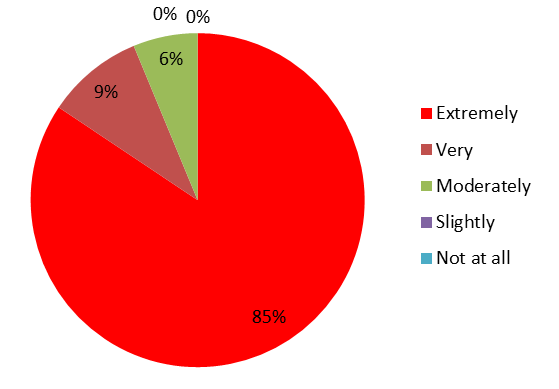 0% 0%
6%
9%
85%
Extremely
Very
Moderately
Slightly
Not at all